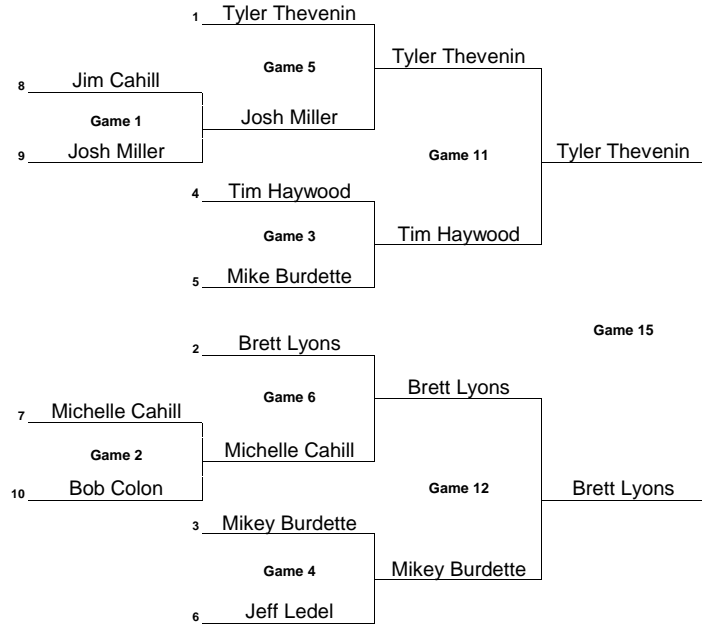 1 Tyler Thevenin
Game 5
Tyler Thevenin
8 Jim Cahill
Game 1
Josh Miller
9 Josh Miller
Game 11
Tyler Thevenin
4 Tim Haywood
Game 3
Tim Haywood
5 Mike Burdette
Game 15
2 Brett Lyons
Game 6
Brett Lyons
7 Michelle Cahill
Game 2
Michelle Cahill
10 Bob Colon
Game 12
Brett Lyons
3 Mikey Burdette
Game 4
Mikey Burdette
6 Jeff Ledel